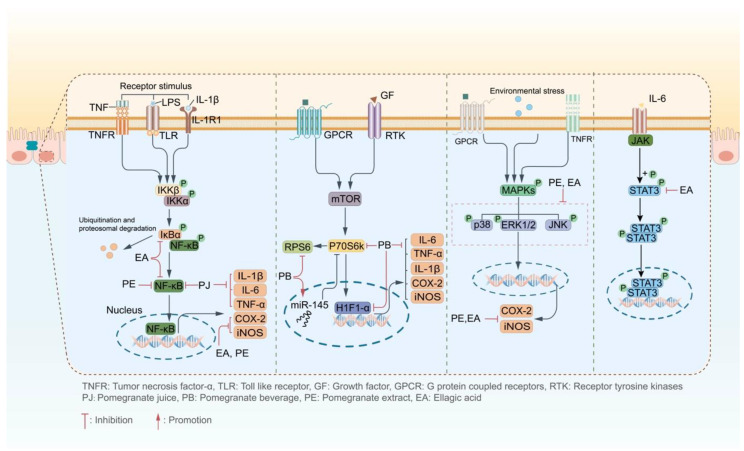 Receptor stimulus
TNF
LPS
IL-1β
IL-1R1
TNFR
TLR
IKKβ
P
IKKα
P
Ubiquitination and
proteosomal degradation
IκBα
P
NF-κB
P
EA
PE
NF-κB
PJ
IL-1β
IL-6
TNF-α
COX-2
iNOS
Nucleus
NF-κB
EA, PE
GF
GPCR
RTK
mTOR
RPS6
P70S6k
PB
IL-6
TNF-α
IL-1β
COX-2
iNOS
PB
miR-145
H1F1-α
Environmental stress
GPCR
TNFR
MAPKs
P
PE, EA
p38
P
ERK1/2
P
JNK
P
PE,EA
COX-2
iNOS
IL-6
JAK
+ P
STAT3
P
EA
P
STAT3
STAT3
P
P
STAT3
STAT3
P
TNFR: Tumor necrosis factor-α, TLR: Toll like receptor, GF: Growth factor, GPCR: G protein coupled receptors, RTK: Receptor tyrosine kinases
PJ: Pomegranate juice, PB: Pomegranate beverage, PE: Pomegranate extract, EA: Ellagic acid
: Inhibition
: Promotion